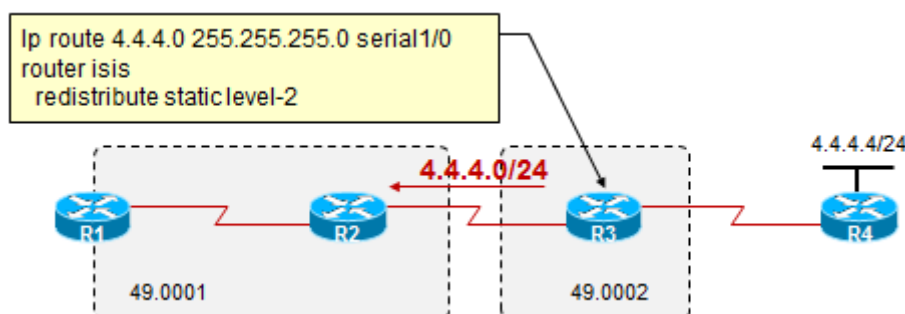 Ip route 4.4.4.0 255.255.255.0 serial1/0
router isis
redistribute static level-2
4.4.4.4/24
4.4.4.0/24
R1
R2
R3
R4
49.0001
49.0002